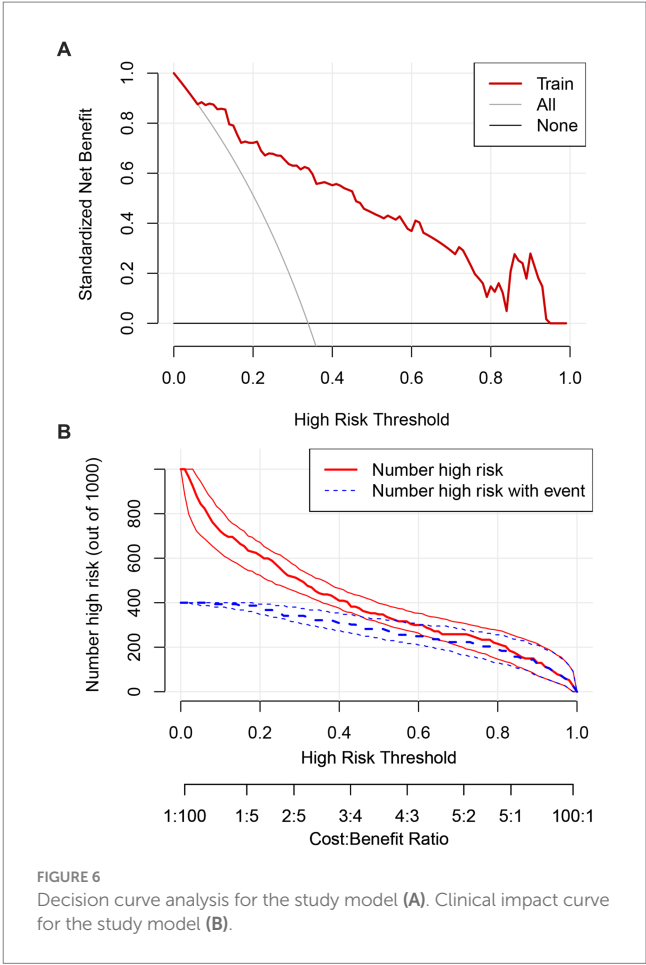 A
Standardized Net Benefit
1.0
0.8
0.6
0.4
0.2
0.0
Train
All
None
0.0 0.2 0.4 0.6 0.8 1.0
High Risk Threshold
B
Number high risk (out of 1000)
800
600
400
200
0
Number high risk
Number high risk with event
0.0 0.2 0.4 0.6 0.8 1.0
High Risk Threshold
1:100 1:5 2:5 3:4 4:3 5:2 5:1 100:1
Cost:Benefit Ratio
FIGURE 6
Decision curve analysis for the study model (A). Clinical impact curve
for the study model (B).